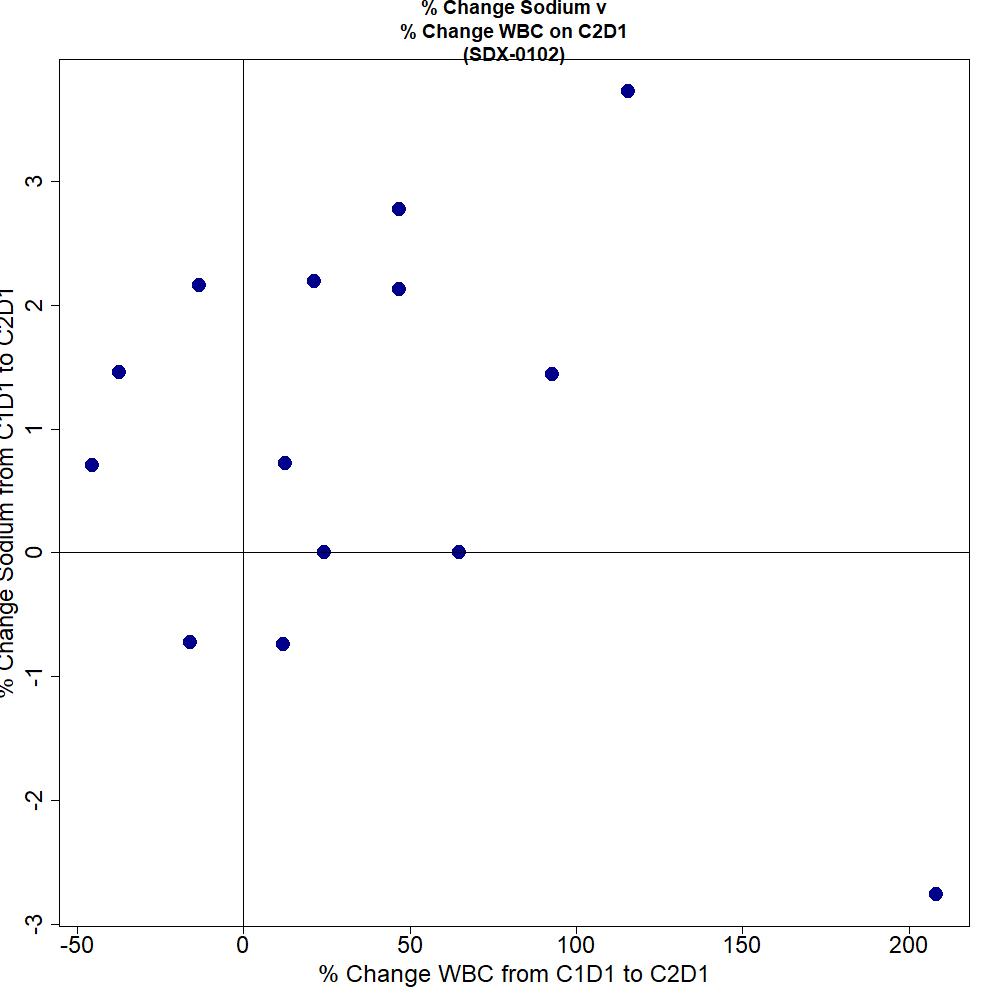 % Change Sodium v
% Change WBC on C2D1
(SDX-0102)
% Change Sodium from C1D1 to C2D1
3
2
1
0
-1
-2
-3
-50
0
50
100
150
200
% Change WBC from C1D1 to C2D1